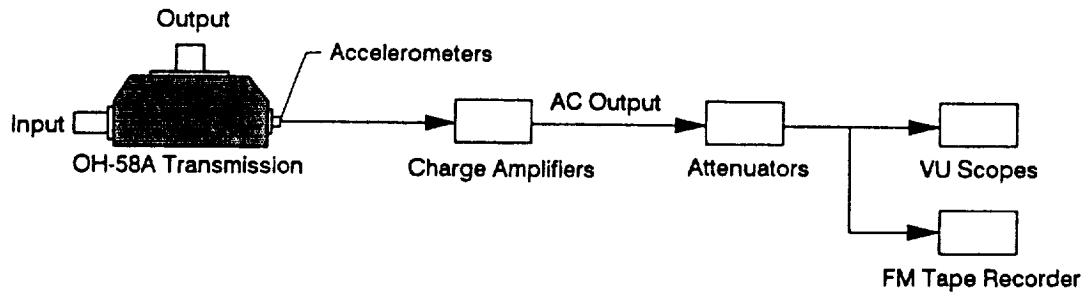 Output
Accelerometers
Input
OH-58A Transmission
Charge Amplifiers
AC Output
Attenuators
VU Scopes
FM Tape Recorder